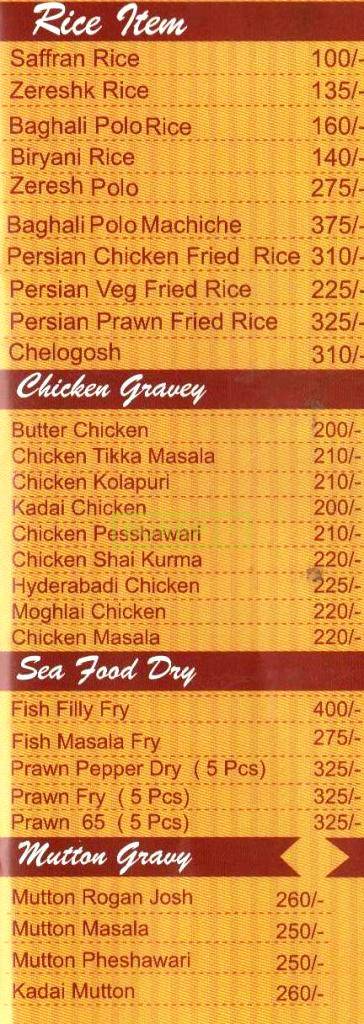 Rice Item
Saffran Rice 100/-
Zereshk Rice 135/-
Baghali Polo Rice 160/-
Biryani Rice 140/-
Zeresh Polo 275/-
Baghali Polo Machiche 375/-
Persian Chicken Fried Rice 310/-
Persian Veg Fried Rice 225/-
Persian Prawn Fried Rice 325/-
Chelogosh 310/-
Chicken Gravey
Butter Chicken 200/-
Chicken Tikka Masala 210/-
Chicken Kolapuri 210/-
Kadai Chicken 200/-
Chicken Pesshawari 210/-
Chicken Shai Kurma 220/-
Hyderabadi Chicken 225/-
Moghlai Chicken 220/-
Chicken Masala 220/-
Sea Food Dry
Fish Filly Fry 400/-
Fish Masala Fry 275/-
Prawn Pepper Dry ( 5 Pcs) 325/-
Prawn Fry ( 5 Pcs) 325/-
Prawn 65 ( 5 Pcs) 325/-
Mutton Gravy
Mutton Rogan Josh 260/-
Mutton Masala 250/-
Mutton Pheshawari 250/-
Kadai Mutton 260/-